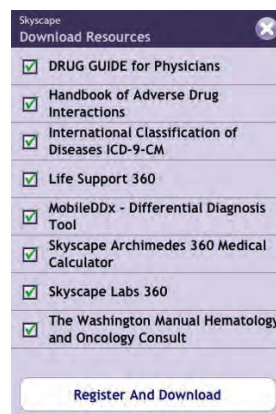 Skyscape
Download Resources
DRUG GUIDE for Physicians
Handbook of Adverse Drug
Interactions
International Classification of
Diseases ICD-9-CM
Life Support 360
MobileDDx - Differential Diagnosis
Tool
Skyscape Archimedes 360 Medical
Calculator
Skyscape Labs 360
The Washington Manual Hematology
and Oncology Consult
Register And Download